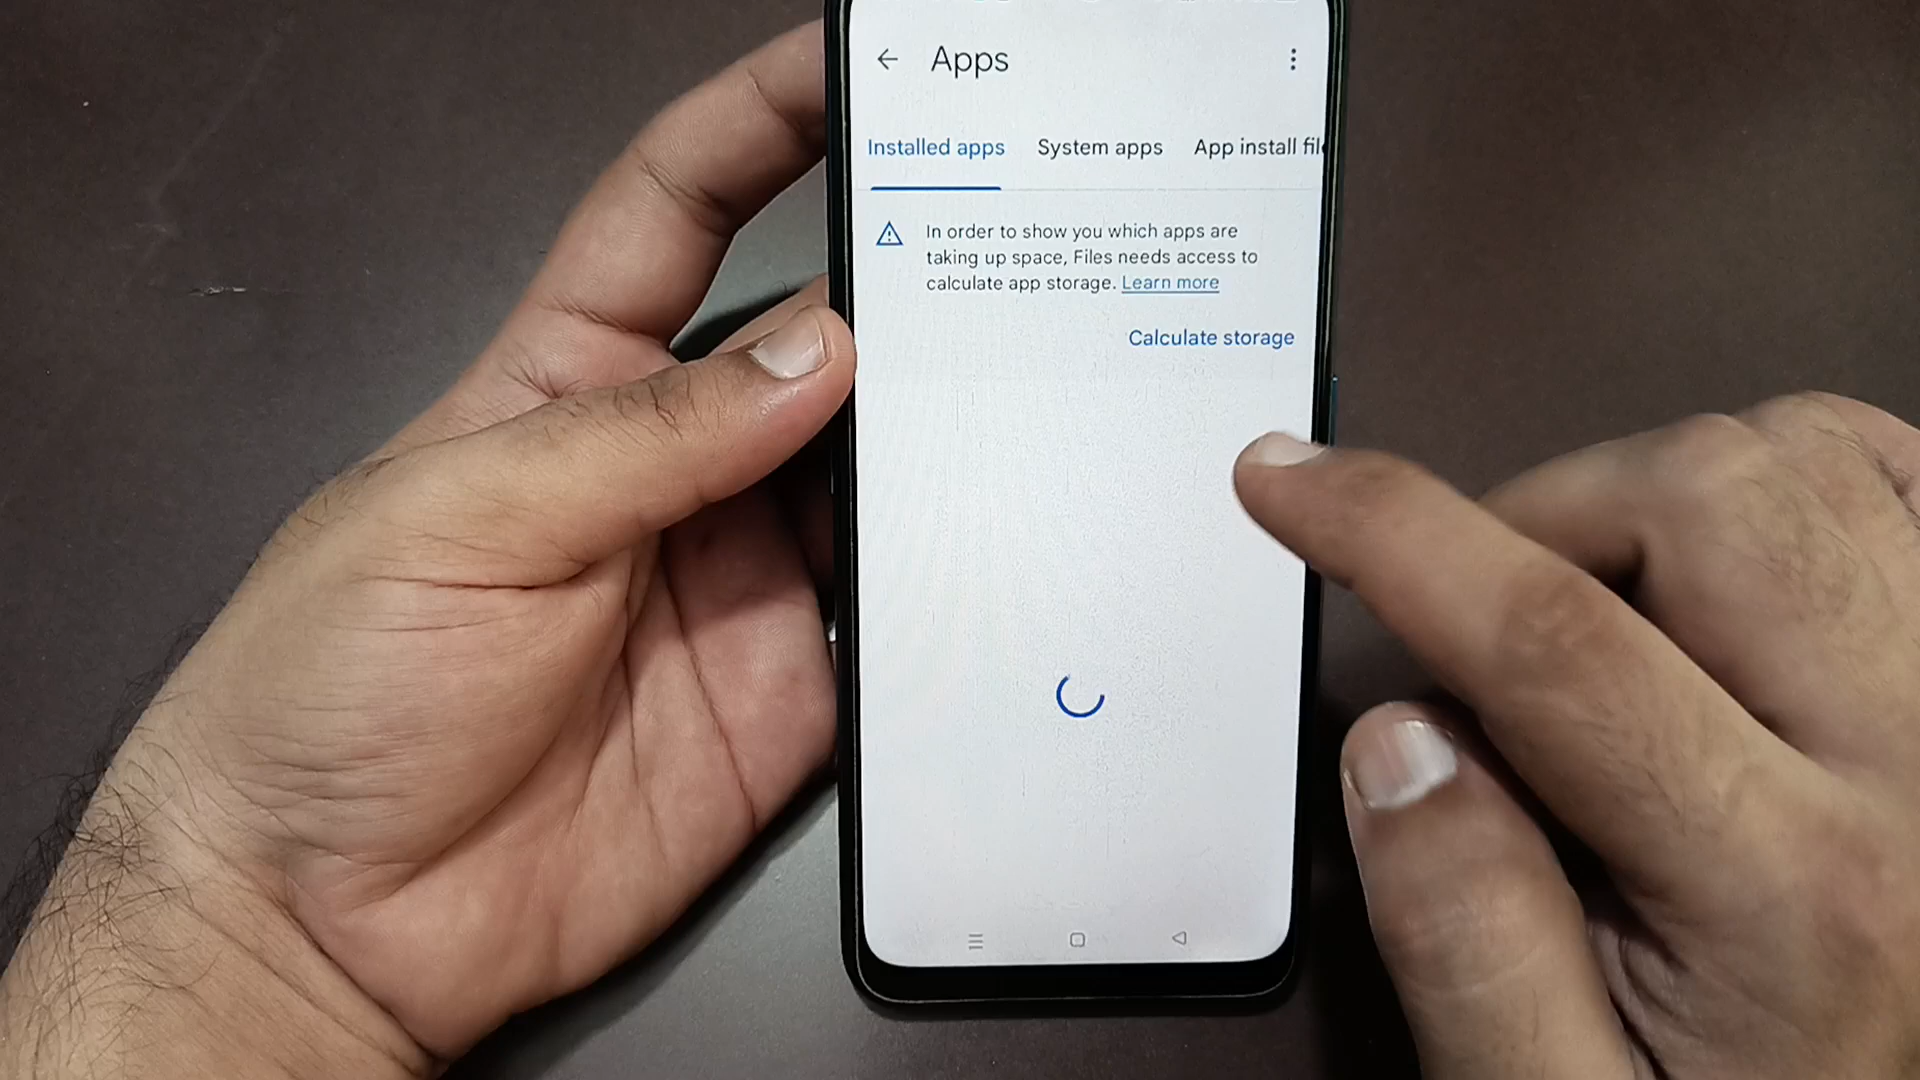 Apps
Installed apps System apps App install fil
In order to show you which apps are
taking up space, Files needs access to
calculate app storage. Learn more
Calculate storage